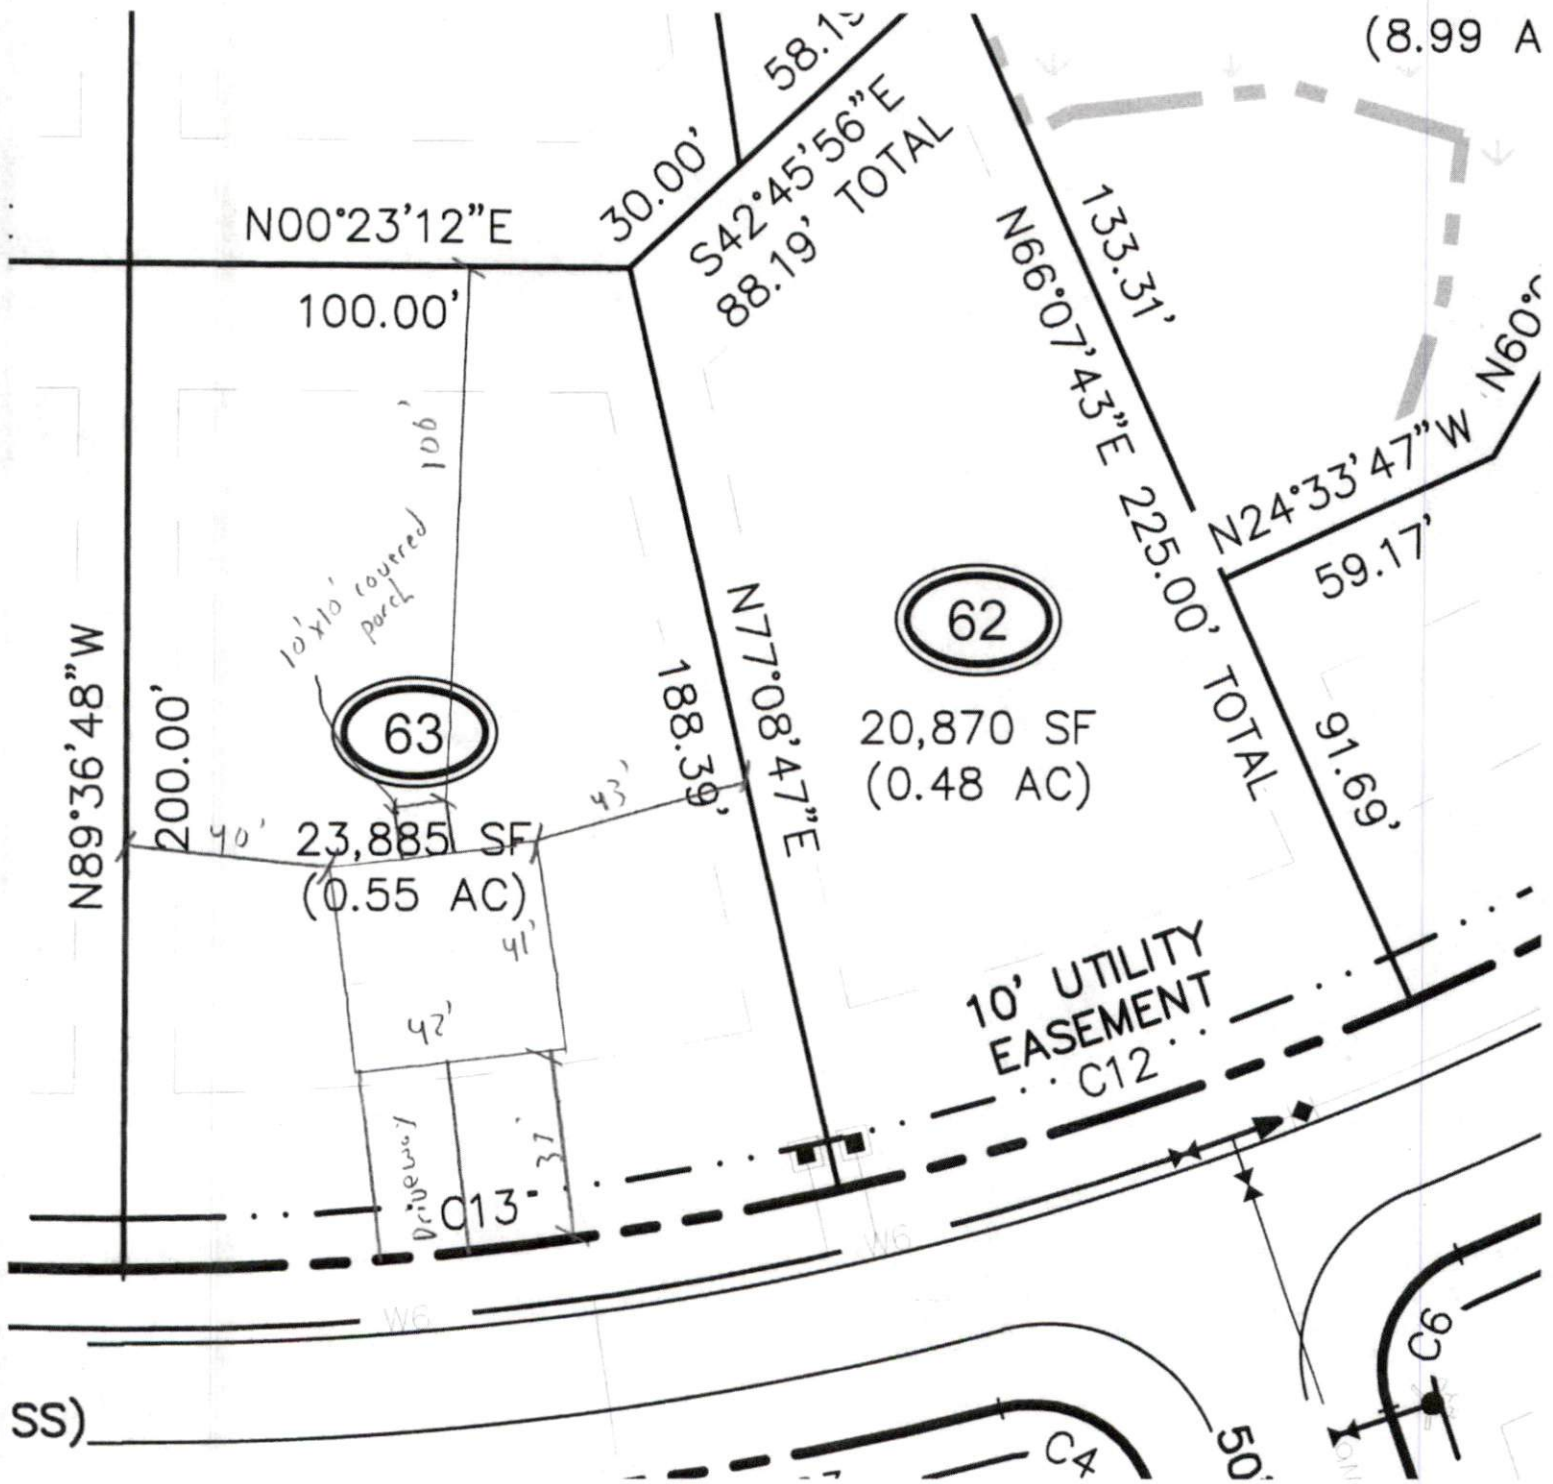 (8.99 A
58.19
30.00'
S42°45'56"E
88.19' TOTAL
N00°23'12"E
100.00'
133.31'
N66°07'43"E 225.00' TOTAL
N60°
N24°33'47"W
59.17'
91.69'
106'
10'x10' covered
porch
N89°36'48"W
200.00'
63
23,885 SF
(0.55 AC)
40'
43'
188.39'
N77°08'47"E
62
20,870 SF
(0.48 AC)
41'
42'
Driveway
37'
10' UTILITY
EASEMENT
C12
C13
W6
W6
C6
SS)
C4
50'